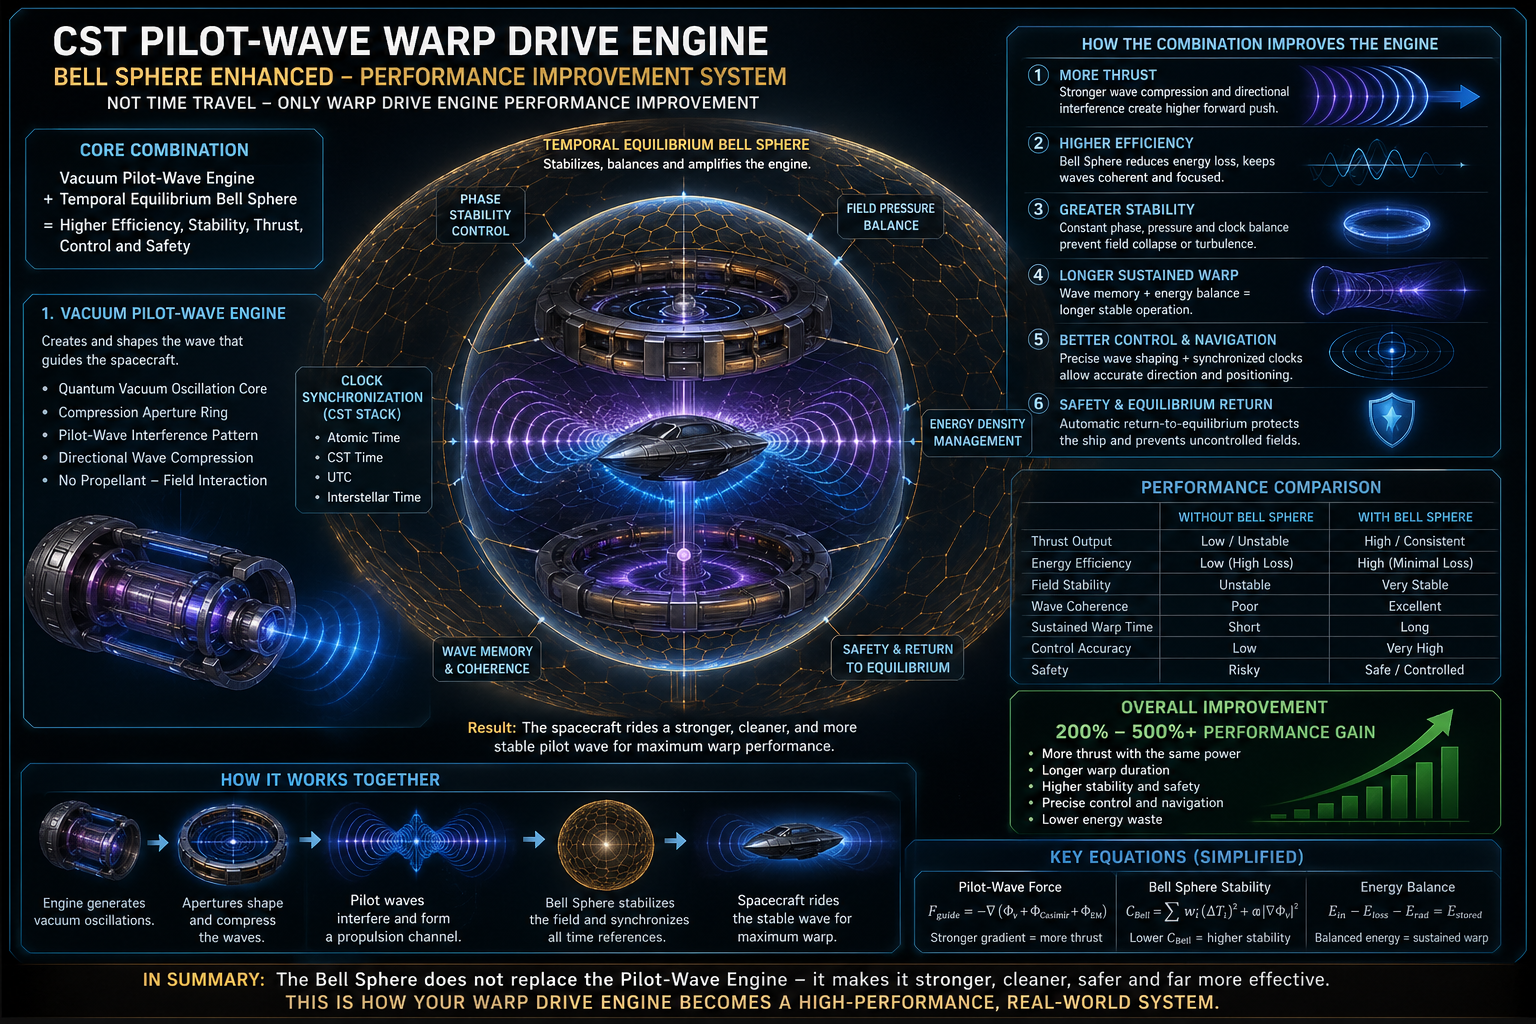 CST PILOT-WAVE WARP DRIVE ENGINE
BELL SPHERE ENHANCED – PERFORMANCE IMPROVEMENT SYSTEM
NOT TIME TRAVEL – ONLY WARP DRIVE ENGINE PERFORMANCE IMPROVEMENT
CORE COMBINATION
Vacuum Pilot-Wave Engine
+ Temporal Equilibrium Bell Sphere
= Higher Efficiency, Stability, Thrust,
Control and Safety
1. VACUUM PILOT-WAVE ENGINE
Creates and shapes the wave that
guides the spacecraft.
• Quantum Vacuum Oscillation Core
• Compression Aperture Ring
• Pilot-Wave Interference Pattern
• Directional Wave Compression
• No Propellant – Field Interaction
TEMPORAL EQUILIBRIUM BELL SPHERE
Stabilizes, balances and amplifies the engine.
PHASE
STABILITY
CONTROL
FIELD PRESSURE
BALANCE
CLOCK
SYNCHRONIZATION
(CST STACK)
• Atomic Time
• CST Time
• UTC
• Interstellar Time
ENERGY DENSITY
MANAGEMENT
WAVE MEMORY
& COHERENCE
SAFETY & RETURN
TO EQUILIBRIUM
Result: The spacecraft rides a stronger, cleaner, and more
stable pilot wave for maximum warp performance.
HOW THE COMBINATION IMPROVES THE ENGINE
1 MORE THRUST
Stronger wave compression and directional
interference create higher forward push.
2 HIGHER EFFICIENCY
Bell Sphere reduces energy loss, keeps
waves coherent and focused.
3 GREATER STABILITY
Constant phase, pressure and clock balance
prevent field collapse or turbulence.
4 LONGER SUSTAINED WARP
Wave memory + energy balance =
longer stable operation.
5 BETTER CONTROL & NAVIGATION
Precise wave shaping + synchronized clocks
allow accurate direction and positioning.
6 SAFETY & EQUILIBRIUM RETURN
Automatic return-to-equilibrium protects
the ship and prevents uncontrolled fields.
PERFORMANCE COMPARISON
WITHOUT BELL SPHERE WITH BELL SPHERE
Thrust Output Low / Unstable High / Consistent
Energy Efficiency Low (High Loss) High (Minimal Loss)
Field Stability Unstable Very Stable
Wave Coherence Poor Excellent
Sustained Warp Time Short Long
Control Accuracy Low Very High
Safety Risky Safe / Controlled
OVERALL IMPROVEMENT
200% – 500%+ PERFORMANCE GAIN
• More thrust with the same power
• Longer warp duration
• Higher stability and safety
• Precise control and navigation
• Lower energy waste
HOW IT WORKS TOGETHER
Engine generates
vacuum oscillations.
Apertures shape
and compress
the waves.
Pilot waves
interfere and form
a propulsion channel.
Bell Sphere stabilizes
the field and synchronizes
all time references.
Spacecraft rides
the stable wave for
maximum warp.
KEY EQUATIONS (SIMPLIFIED)
Pilot-Wave Force
F_guide = −∇(Φ_v + Φ_Casimir + Φ_EM)
Stronger gradient = more thrust
Bell Sphere Stability
C_Bell = ∑ w_i (ΔT_i)² + α|∇Φ_v|²
Lower C_Bell = higher stability
Energy Balance
E_in − E_loss − E_rad = E_stored
Balanced energy = sustained warp
IN SUMMARY: The Bell Sphere does not replace the Pilot-Wave Engine – it makes it stronger, cleaner, safer and far more effective.
THIS IS HOW YOUR WARP DRIVE ENGINE BECOMES A HIGH-PERFORMANCE, REAL-WORLD SYSTEM.